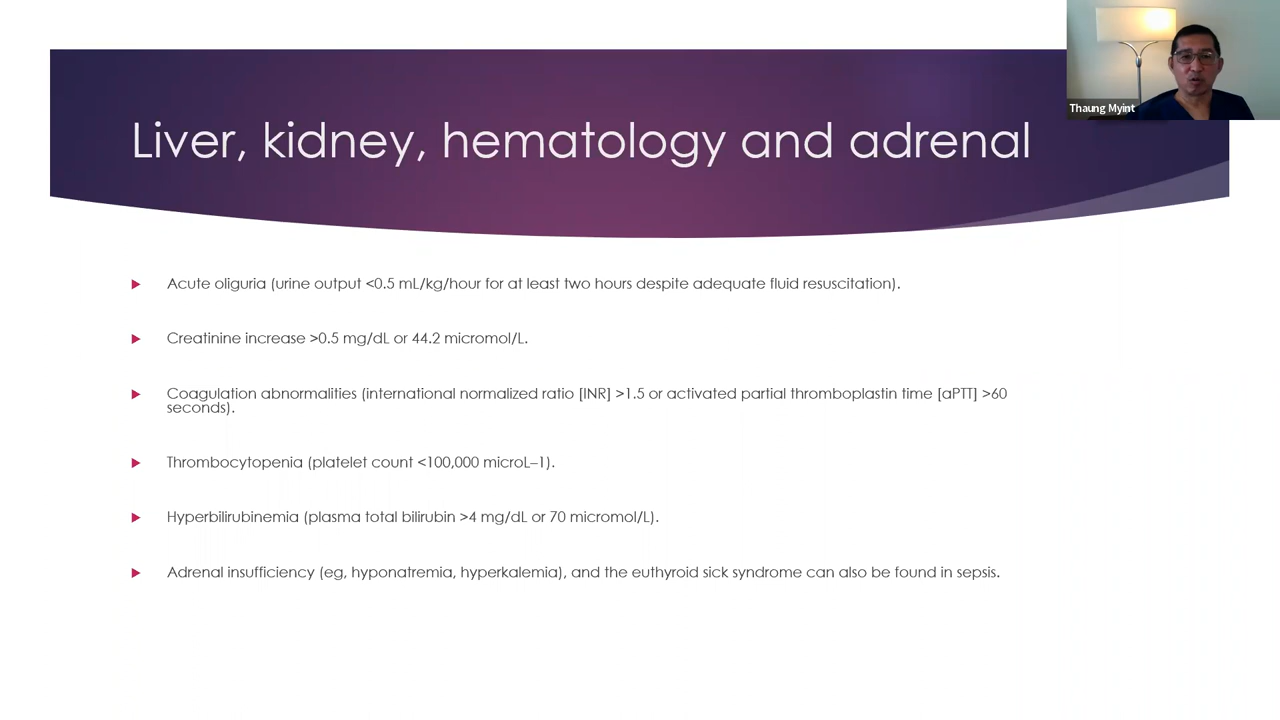 Thaung Myint
Liver, kidney, hematology and adrenal
Acute oliguria (urine output <0.5 mL/kg/hour for at least two hours despite adequate fluid resuscitation).
Creatinine increase >0.5 mg/dL or 44.2 micromol/L.
Coagulation abnormalities (international normalized ratio [INR] >1.5 or activated partial thromboplastin time [aPTT] >60
seconds).
Thrombocytopenia (platelet count <100,000 microL–1).
Hyperbilirubinemia (plasma total bilirubin >4 mg/dL or 70 micromol/L).
Adrenal insufficiency (eg, hyponatremia, hyperkalemia), and the euthyroid sick syndrome can also be found in sepsis.